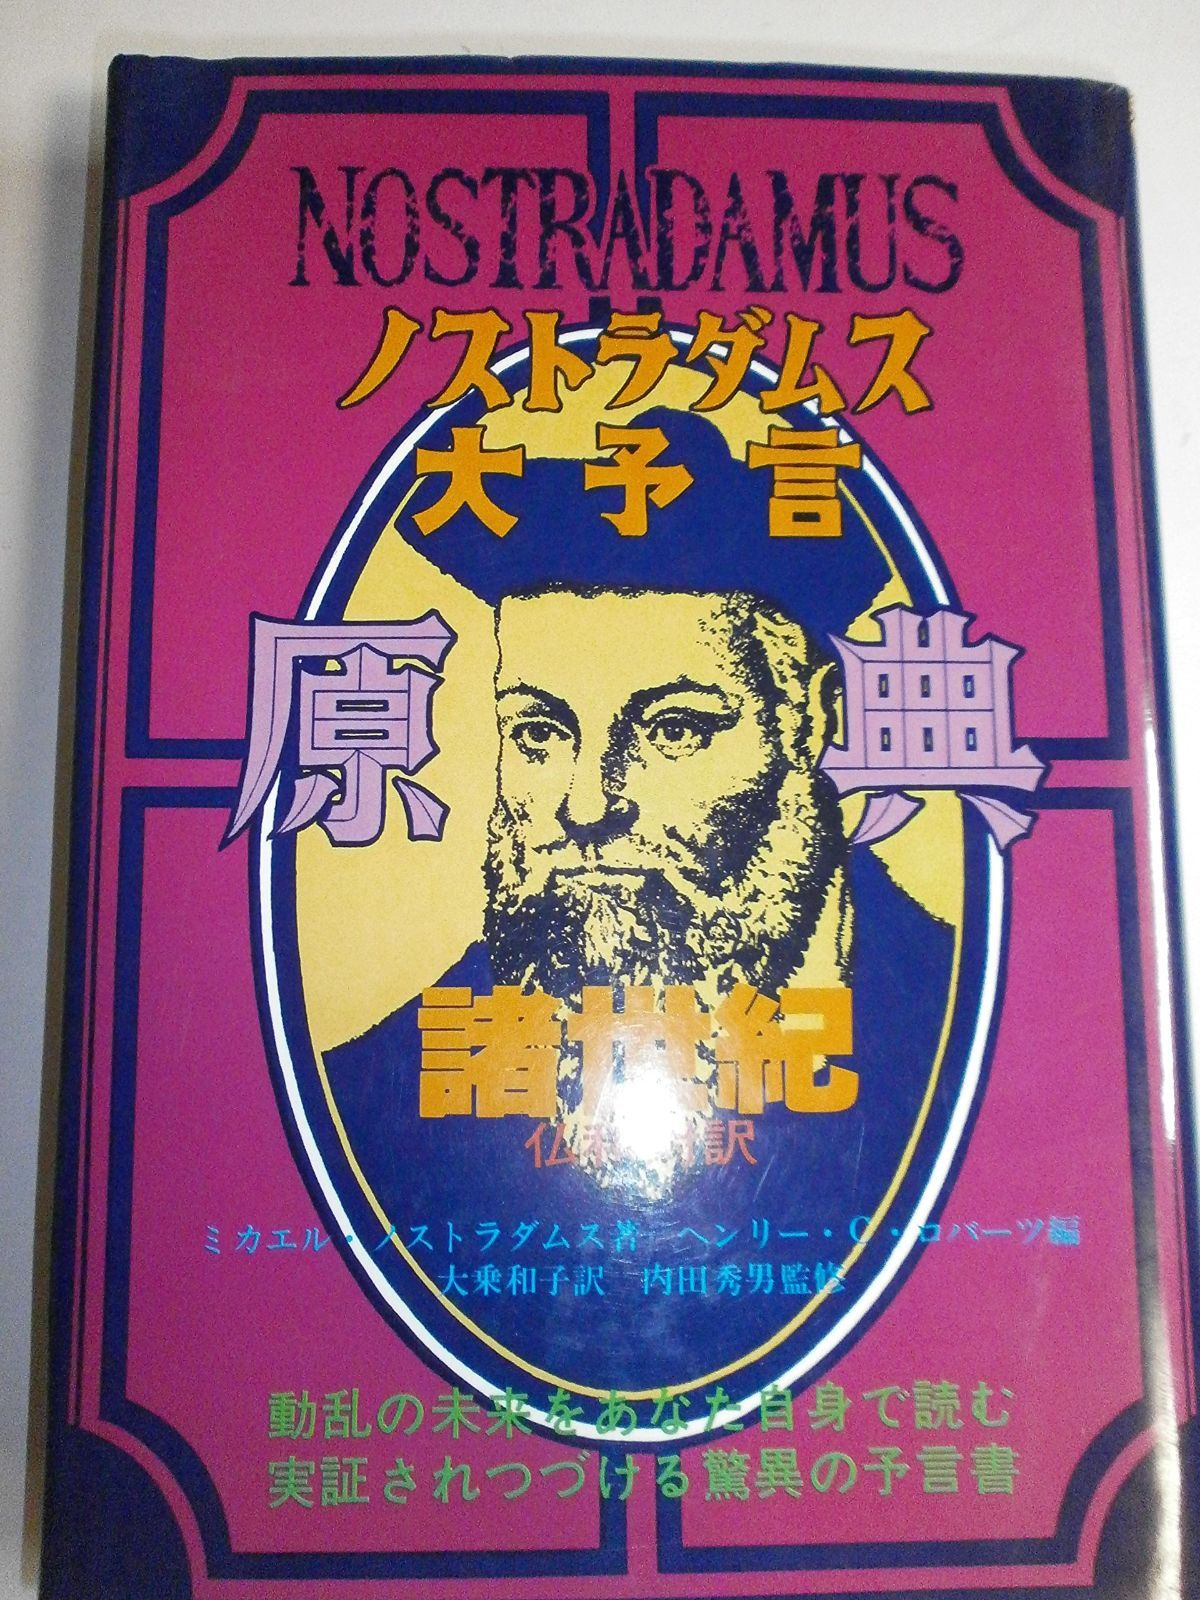 NOSTRADAMUS
ノストラダムス
大予言
原典
諸世紀
仏和対訳
ミカエル・ノストラダムス著 ヘンリー・C・ロバーツ編
大乗和子訳 内田秀男監修
動乱の未来をあなた自身で読む
実証されつづける驚異の予言書